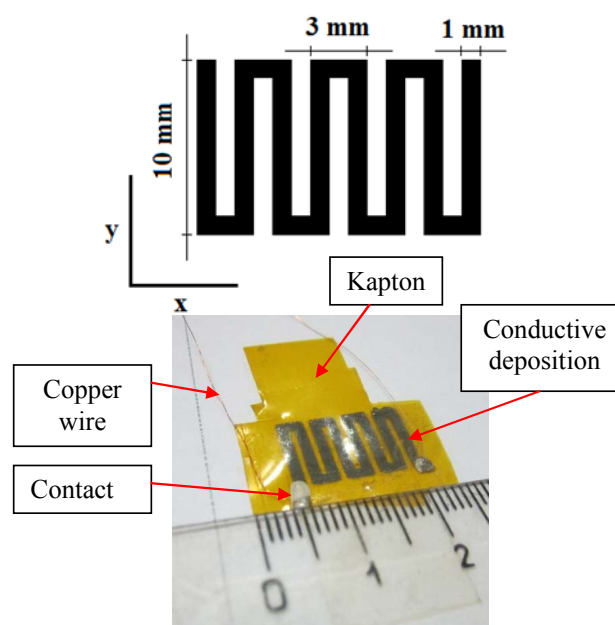 3 mm
1 mm
10 mm
y
x
Kapton
Conductive
deposition
Copper
wire
Contact
0
1
2